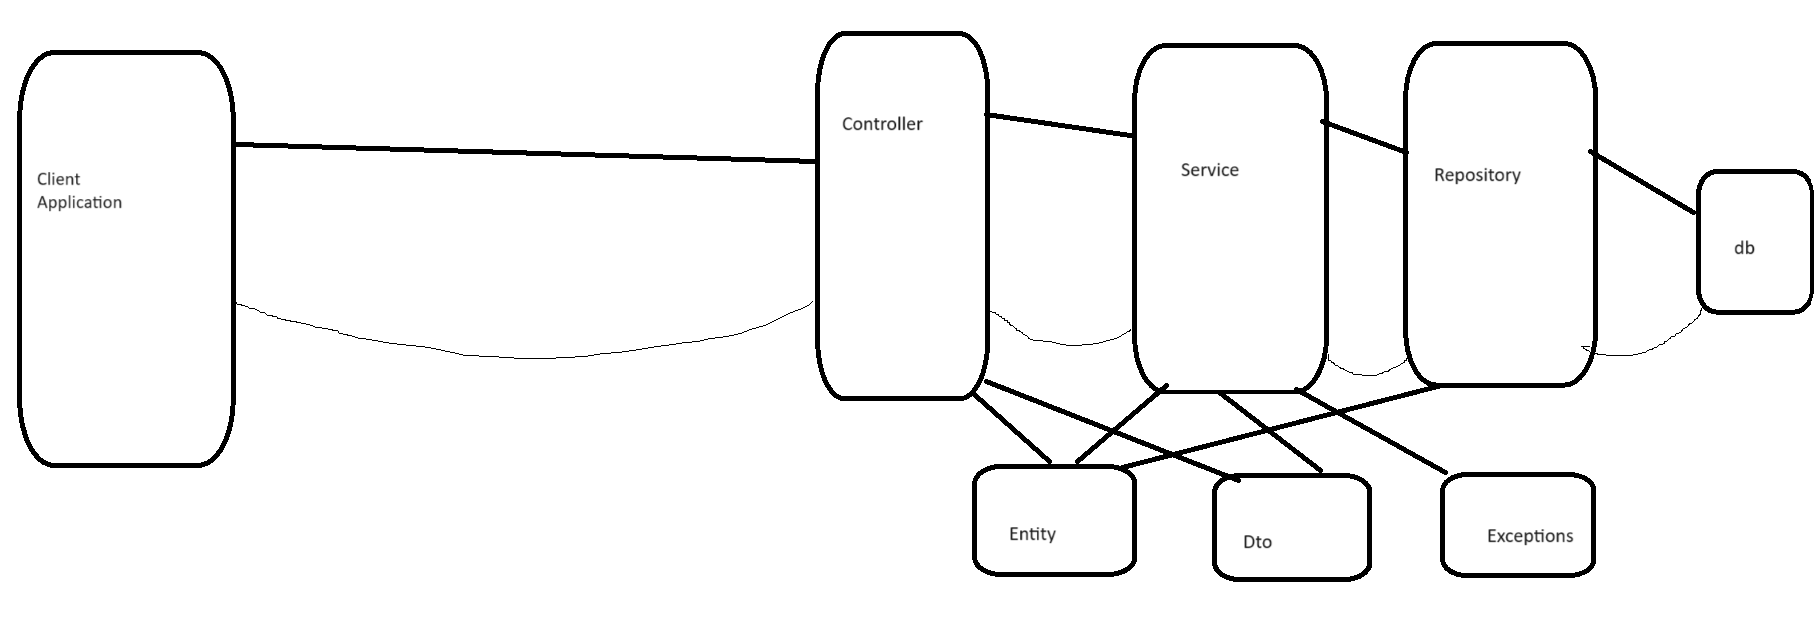 Client
Application
Controller
Service
Repository
db
Entity
Dto
Exceptions